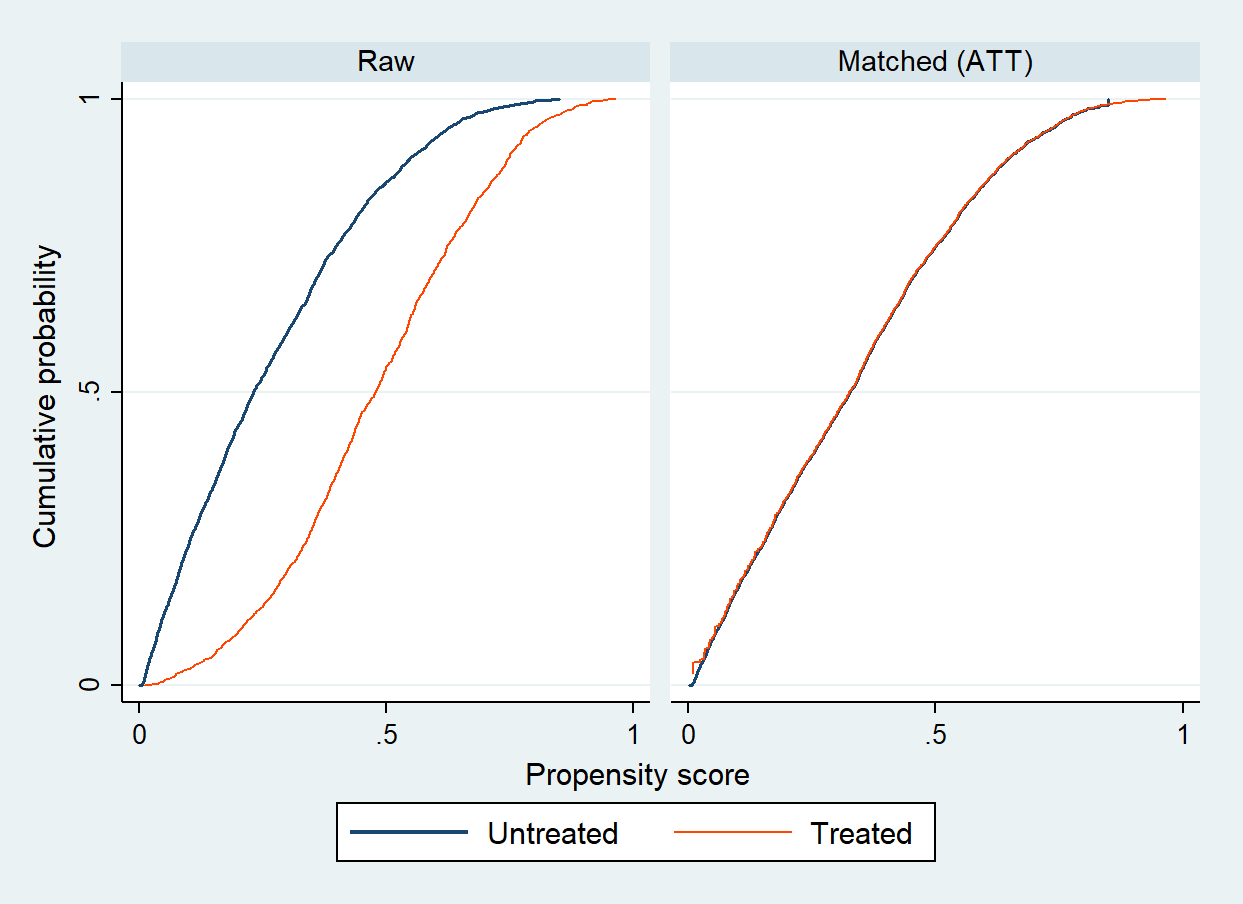 Raw
Matched (ATT)
Cumulative probability
1
.5
0
0
.5
1
0
.5
1
Propensity score
Untreated
Treated